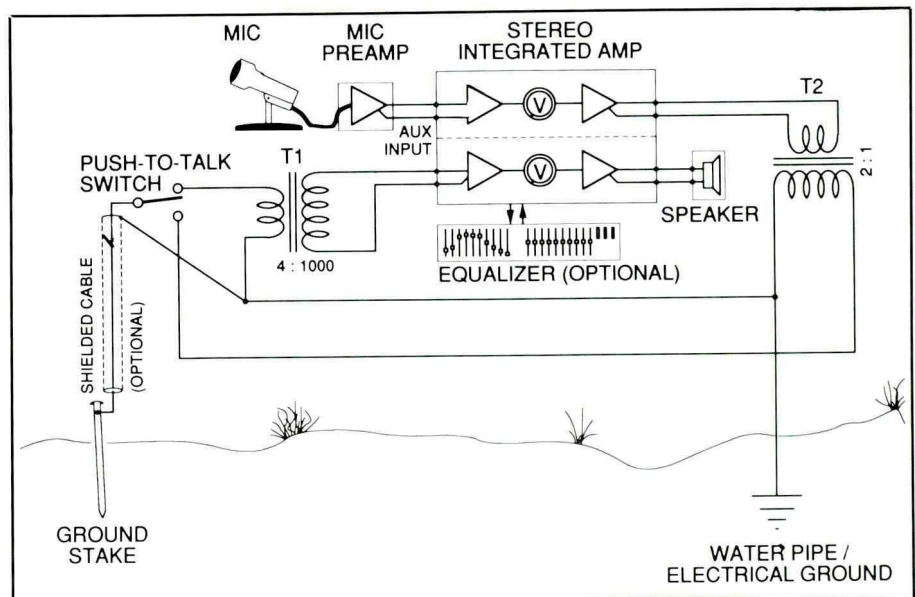 MIC
MIC
PREAMP
STEREO
INTEGRATED AMP
V
T2
AUX
INPUT
PUSH-TO-TALK
SWITCH
T1
V
2 : 1
SPEAKER
4 : 1000
EQUALIZER (OPTIONAL)
SHIELDED CABLE
(OPTIONAL)
GROUND
STAKE
WATER PIPE /
ELECTRICAL GROUND